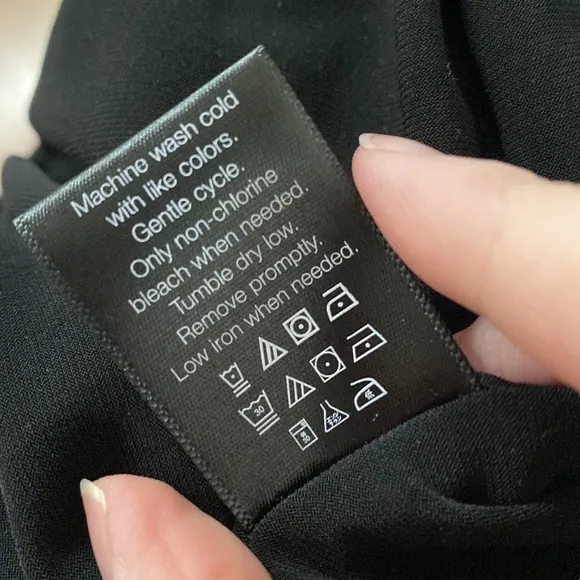 Machine wash cold
with like colors.
Gentle cycle.
Only non-chlorine
bleach when needed.
Tumble dry low.
Remove promptly.
Low iron when needed.
30
低